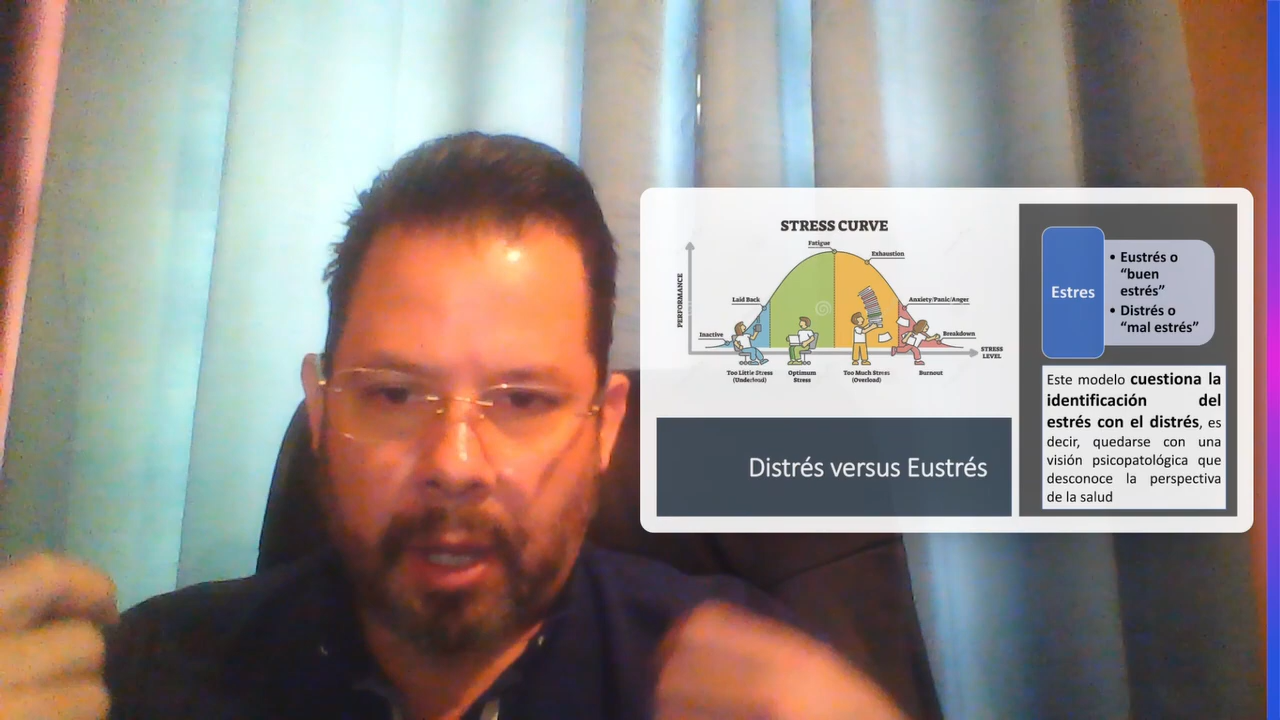 STRESS CURVE
Fatigue
Exhaustion
PERFORMANCE
Laid Back
Anxiety/Panic/Anger
Inactive
Breakdown
STRESS
LEVEL
Too Little Stress
(Underload)
Optimum
Stress
Too Much Stress
(Overload)
Burnout
Distrés versus Eustrés
Estres
• Eustrés o
“buen
estrés”
• Distrés o
“mal estrés”
Este modelo cuestiona la
identificación del
estrés con el distrés, es
decir, quedarse con una
visión psicopatológica que
desconoce la perspectiva
de la salud